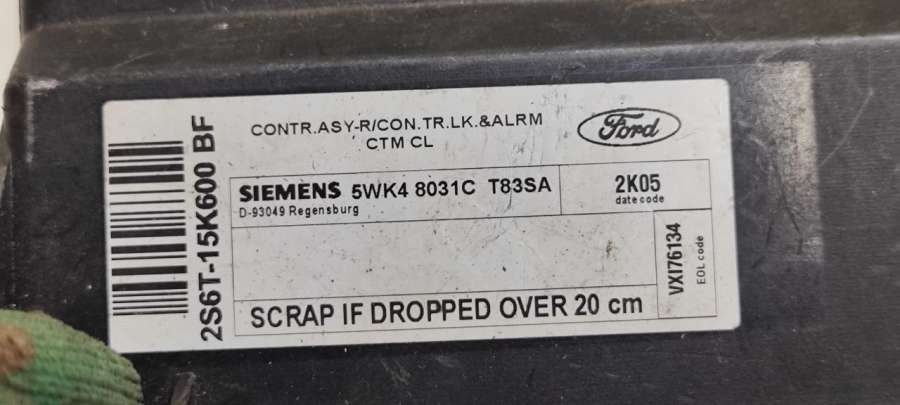 CONTR.ASY-R/CON.TR.LK.&ALRM
CTM CL
Ford
SIEMENS 5WK4 8031C T83SA
D-93049 Regensburg
2K05
date code
VXI76134
EOL code
SCRAP IF DROPPED OVER 20 cm
2S6T-15K600 BF